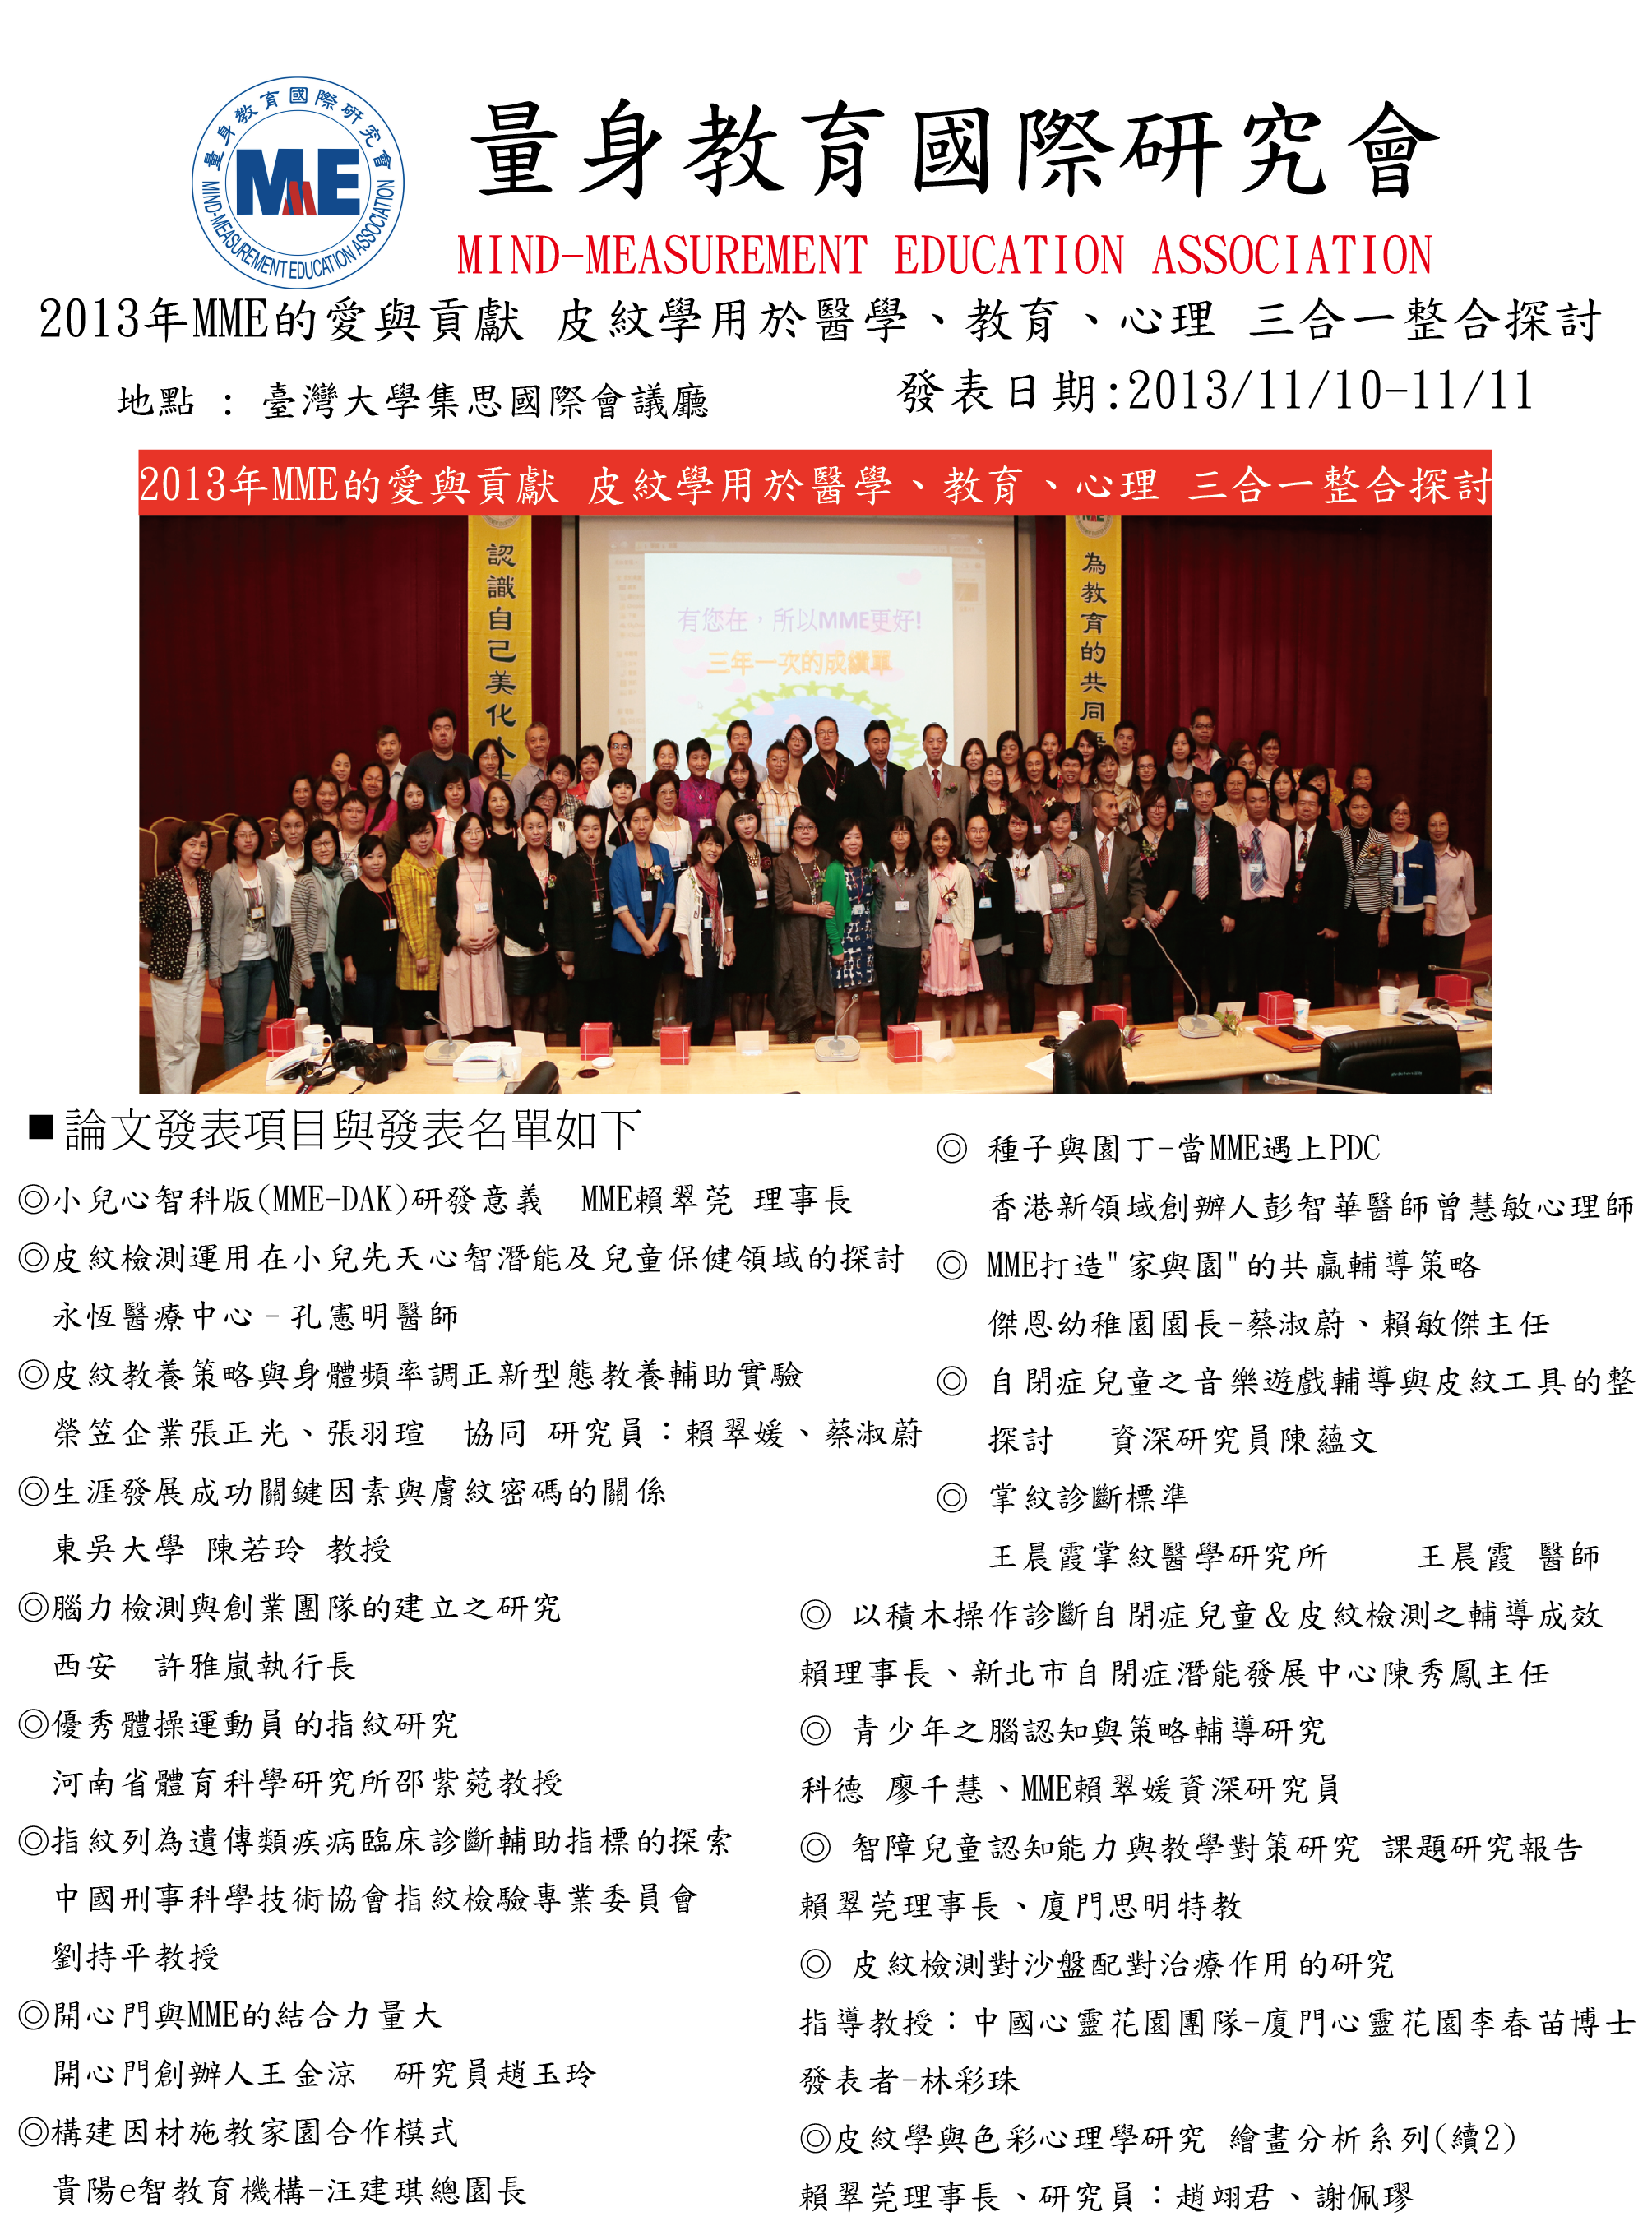 量身教育國際研究會
MME
MIND-MEASUREMENT EDUCATION ASSOCIATION
量身教育國際研究會
MIND-MEASUREMENT EDUCATION ASSOCIATION
2013年MME的愛與貢獻 皮紋學用於醫學、教育、心理 三合一整合探討
地點 : 臺灣大學集思國際會議廳
發表日期:2013/11/10-11/11
2013年MME的愛與貢獻 皮紋學用於醫學、教育、心理 三合一整合探討
認識自己美化人
有您在，所以MME更好!
三年一次的成績單
為教育的共同
■論文發表項目與發表名單如下
◎小兒心智科版(MME-DAK)研發意義 MME賴翠莞 理事長
◎皮紋檢測運用在小兒先天心智潛能及兒童保健領域的探討
永恆醫療中心-孔憲明醫師
◎皮紋教養策略與身體頻率調正新型態教養輔助實驗
榮笠企業張正光、張羽瑄 協同 研究員：賴翠媛、蔡淑蔚
◎生涯發展成功關鍵因素與膚紋密碼的關係
東吳大學 陳若玲 教授
◎腦力檢測與創業團隊的建立之研究
西安 許雅嵐執行長
◎優秀體操運動員的指紋研究
河南省體育科學研究所邵紫菀教授
◎指紋列為遺傳類疾病臨床診斷輔助指標的探索
中國刑事科學技術協會指紋檢驗專業委員會
劉持平教授
◎開心門與MME的結合力量大
開心門創辦人王金涼 研究員趙玉玲
◎構建因材施教家園合作模式
貴陽e智教育機構-汪建琪總園長
◎ 種子與園丁-當MME遇上PDC
香港新領域創辦人彭智華醫師曾慧敏心理師
◎ MME打造"家與園"的共贏輔導策略
傑恩幼稚園園長-蔡淑蔚、賴敏傑主任
◎ 自閉症兒童之音樂遊戲輔導與皮紋工具的整
探討 資深研究員陳蘊文
◎ 掌紋診斷標準
王晨霞掌紋醫學研究所 王晨霞 醫師
◎ 以積木操作診斷自閉症兒童&皮紋檢測之輔導成效
賴理事長、新北市自閉症潛能發展中心陳秀鳳主任
◎ 青少年之腦認知與策略輔導研究
科德 廖千慧、MME賴翠媛資深研究員
◎ 智障兒童認知能力與教學對策研究 課題研究報告
賴翠莞理事長、廈門思明特教
◎ 皮紋檢測對沙盤配對治療作用的研究
指導教授：中國心靈花園團隊-廈門心靈花園李春苗博士
發表者-林彩珠
◎皮紋學與色彩心理學研究 繪畫分析系列(續2)
賴翠莞理事長、研究員：趙翊君、謝佩璆